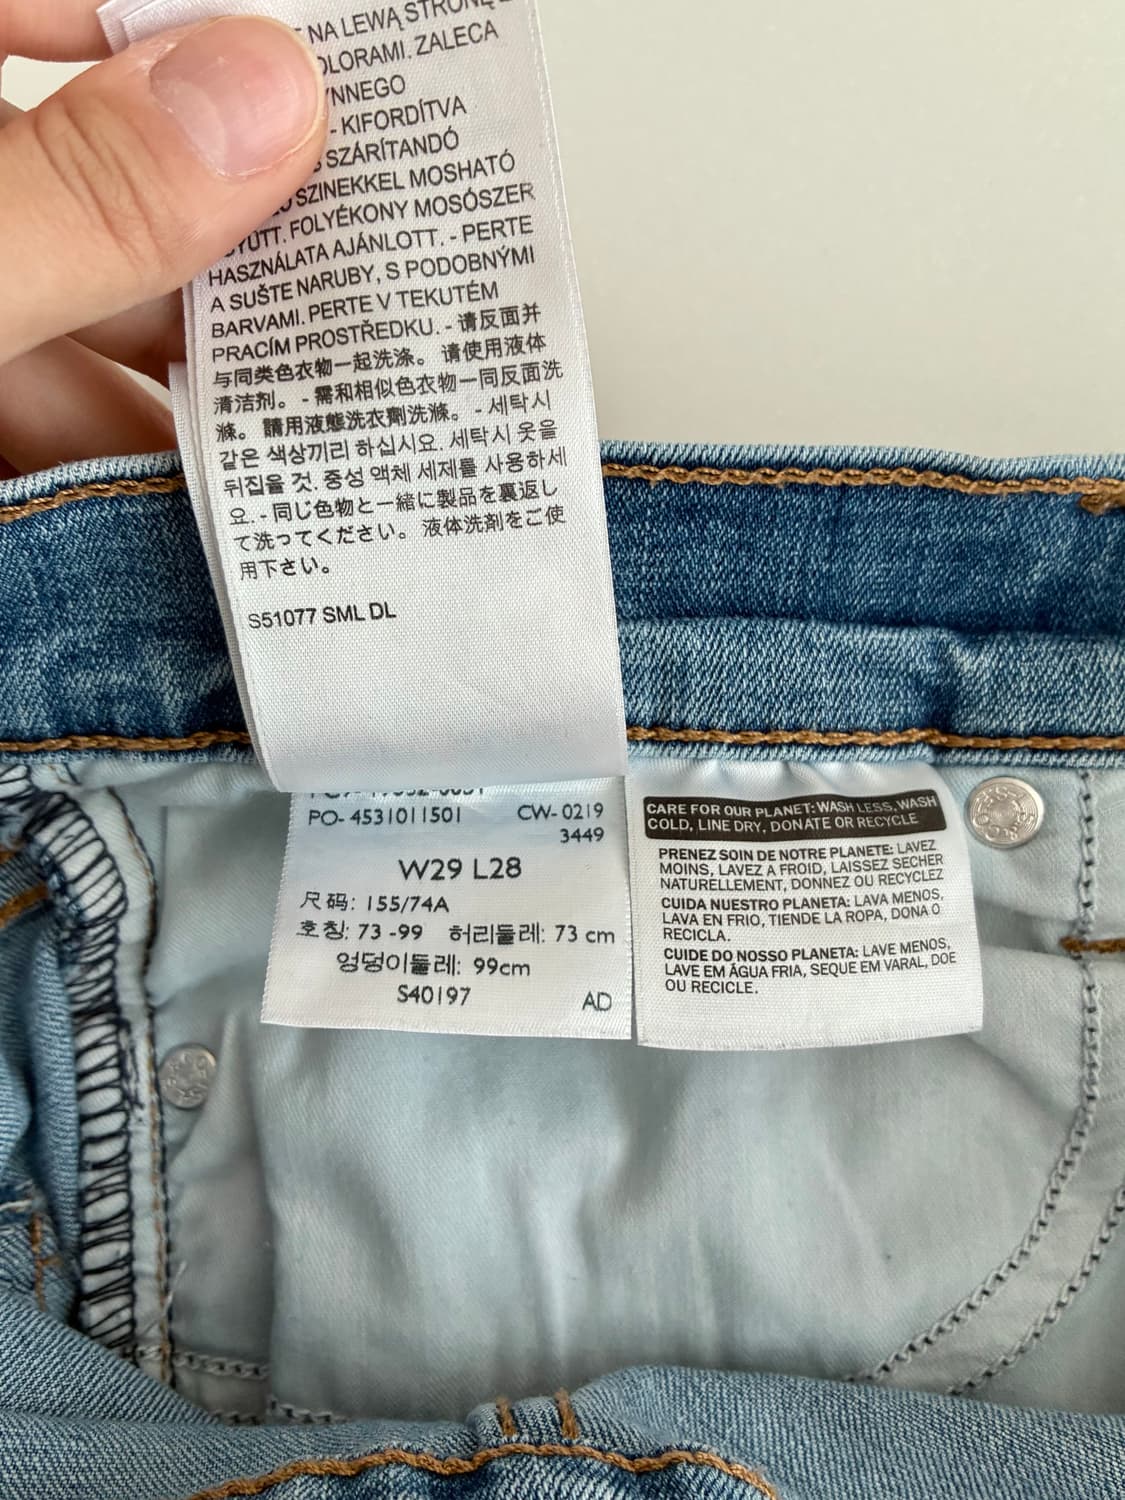 NA LEWĄ STRONĘ
ZALECA
- KIFORDÍTVA
SZÁRÍTANDÓ
SZINEKKEL MOSHATÓ
FOLYÉKONY MOSÓSZER
HASZNÁLATA AJÁNLOTT. - PERTE
A SUŠTE NARUBY, S PODOBNÝMI
BARVAMI. PERTE V TEKUTÉM
PRACÍM PROSTŘEDKU. - 请反面并
与同类色衣物一起洗涤。 请使用液体
清洁剂。 - 需和相似色衣物一同反面洗
滌。 請用液態洗衣劑洗滌。 - 세탁시
같은 색상끼리 하십시요. 세탁시 옷을
뒤집을 것. 중성 액체 세제를 사용하세
요. - 同じ色物と一緒に製品を裏返し
て洗ってください。 液体洗剤をご使
用下さい。
S51077 SML DL
PO- 4531011501 CW- 0219
3449
W29 L28
尺码: 155/74A
호칭: 73 -99 허리둘레: 73 cm
엉덩이둘레: 99cm
S40197 AD
CARE FOR OUR PLANET: WASH LESS, WASH
COLD, LINE DRY, DONATE OR RECYCLE
PRENEZ SOIN DE NOTRE PLANETE: LAVEZ
MOINS, LAVEZ A FROID, LAISSEZ SECHER
NATURELLEMENT, DONNEZ OU RECYCLEZ
CUIDA NUESTRO PLANETA: LAVA MENOS,
LAVA EN FRIO, TIENDE LA ROPA, DONA O
RECICLA.
CUIDE DO NOSSO PLANETA: LAVE MENOS,
LAVE EM ÁGUA FRIA, SEQUE EM VARAL, DOE
OU RECICLE.